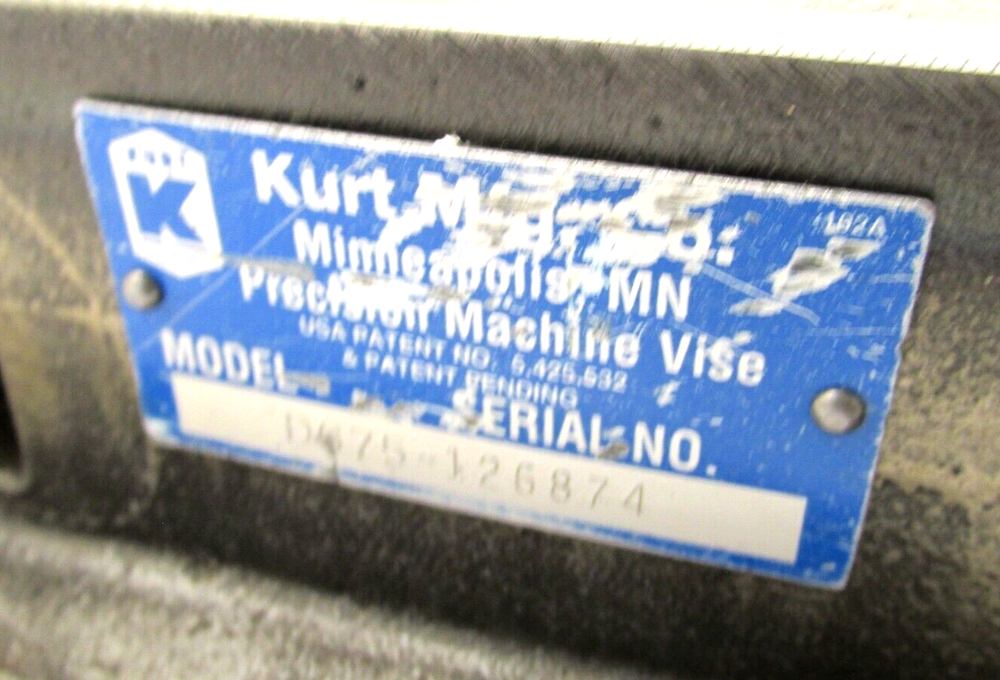 K
Kurt
192A
Minneapolis, MN
Precision Machine Vise
USA PATENT NO. 5,425,532
& PATENT PENDING
MODEL SERIAL NO.
D675-126874